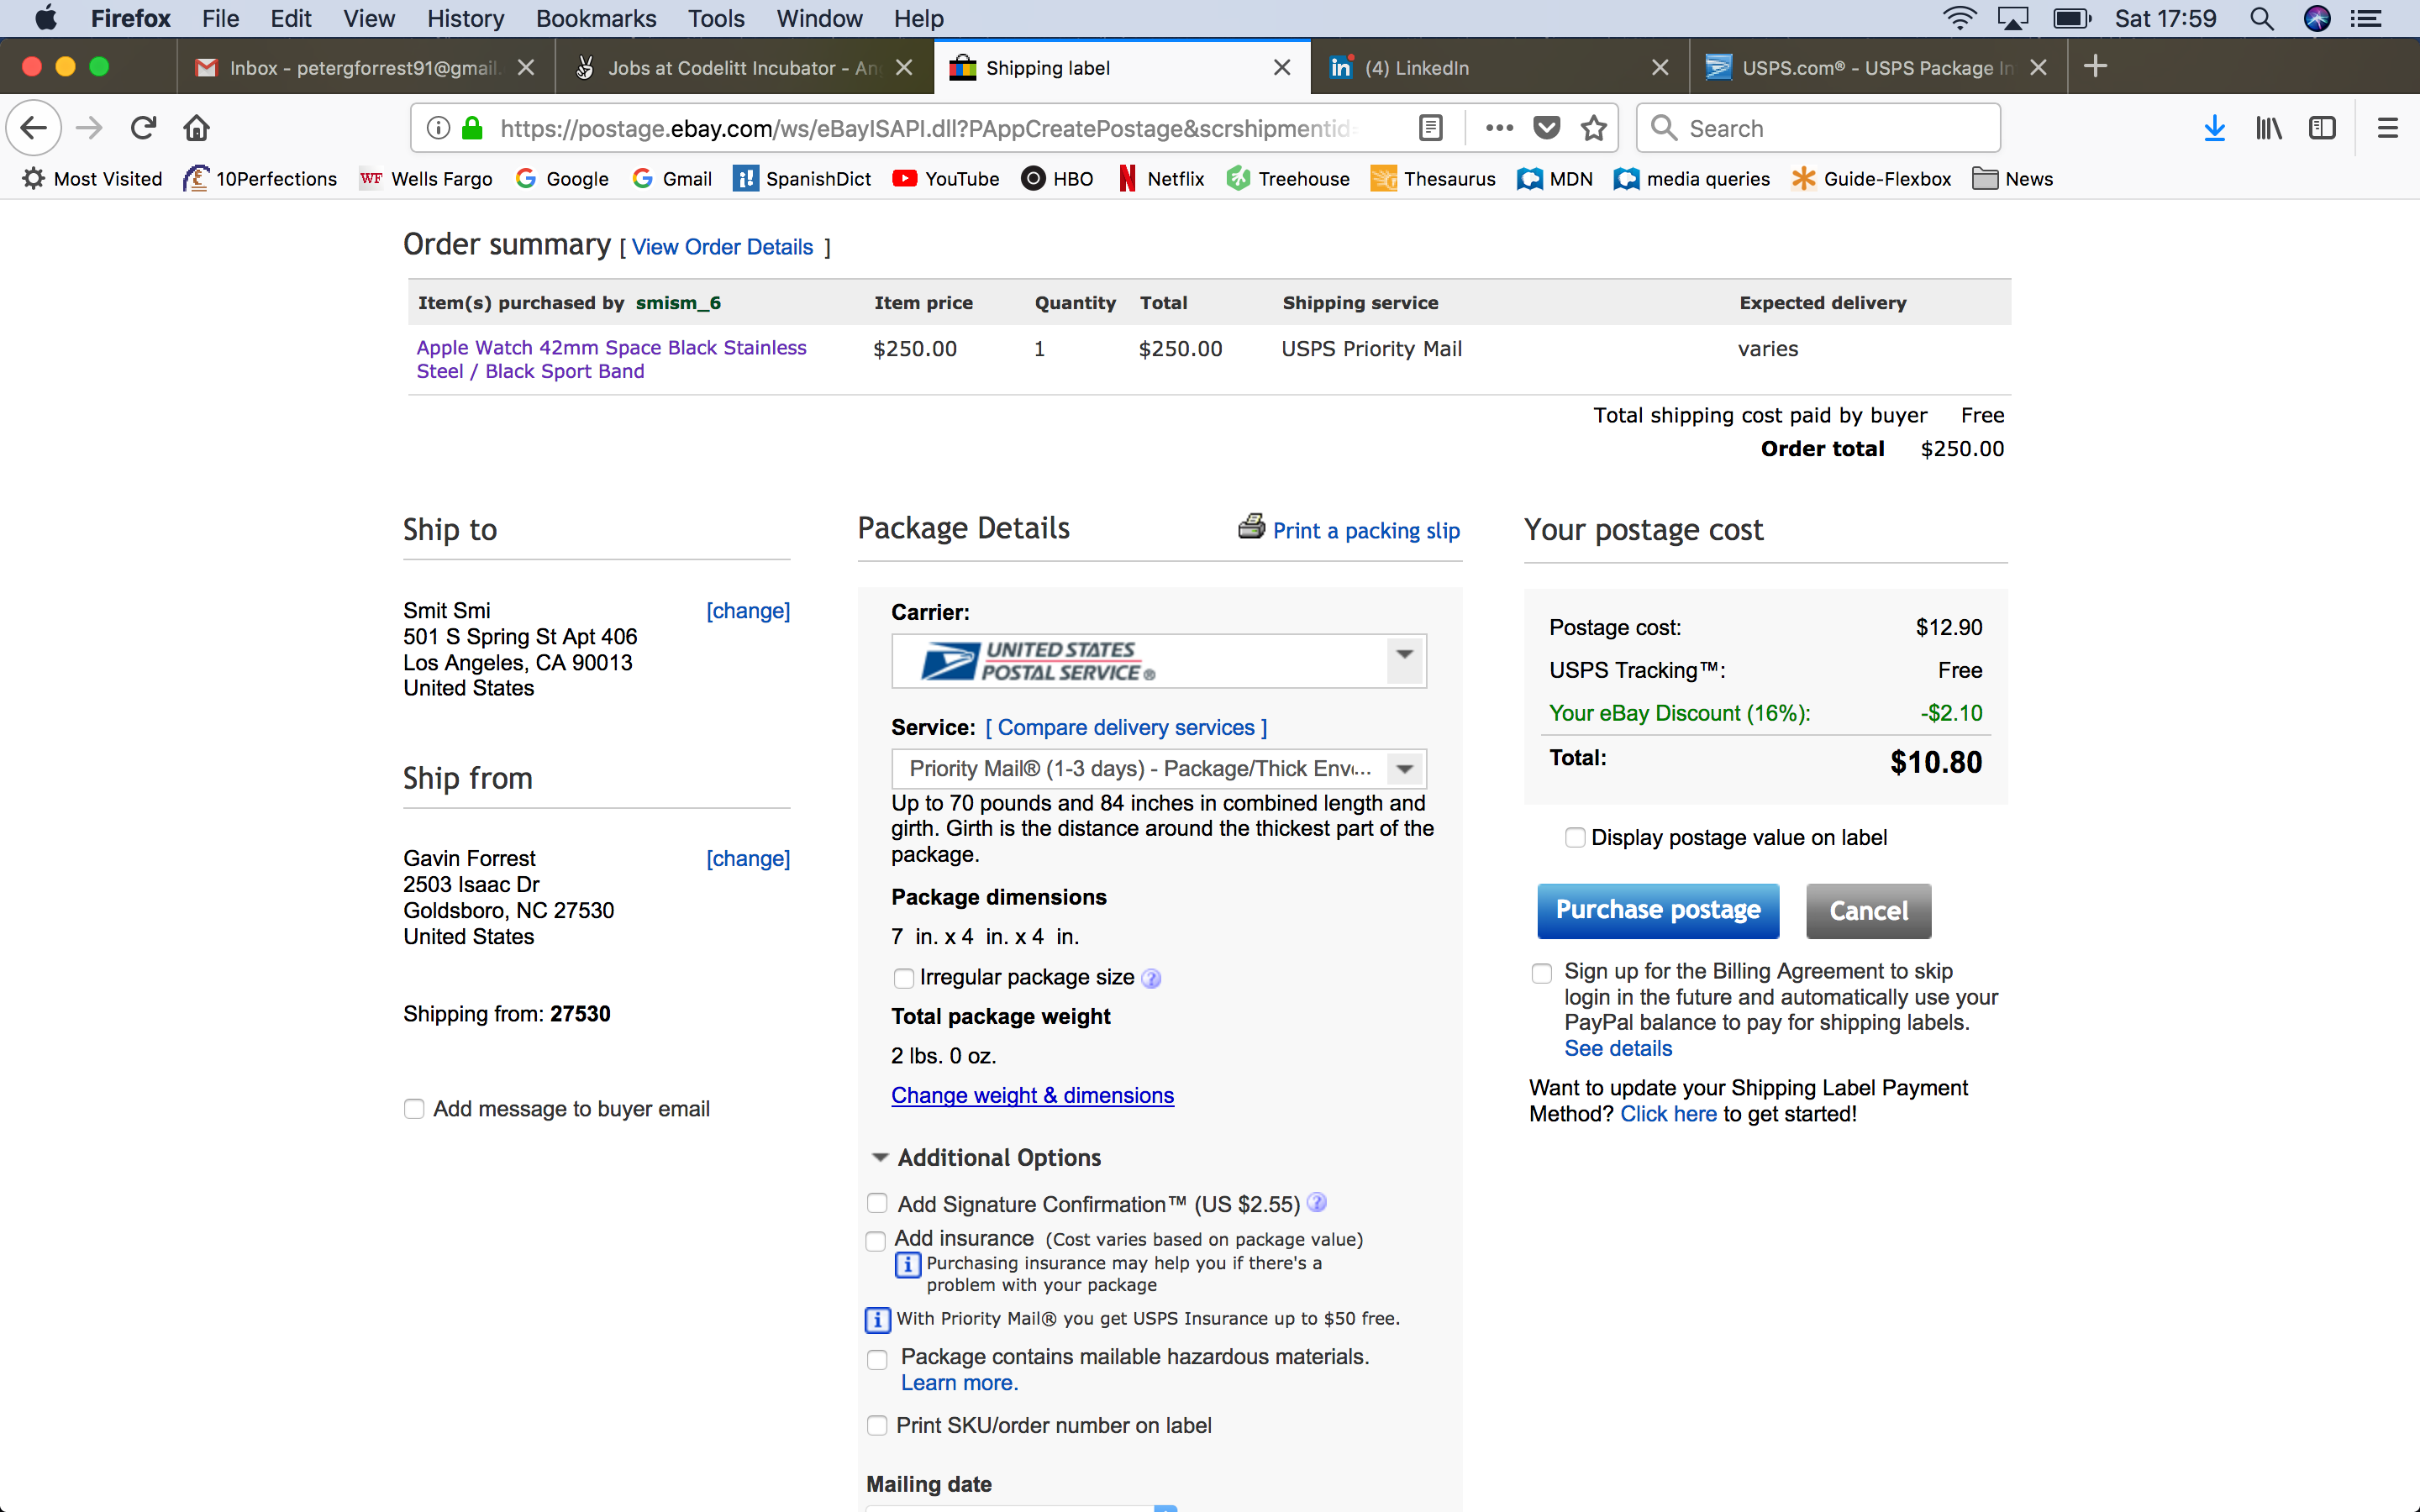 Firefox File Edit View History Bookmarks Tools Window Help Sat 17:59
Inbox - petergforrest91@gmail. Jobs at Codelitt Incubator - An Shipping label (4) LinkedIn USPS.com® - USPS Package In
https://postage.ebay.com/ws/eBayISAPI.dll?PAppCreatePostage&scrshipmentid= Search
Most Visited 10Perfections WF Wells Fargo Google Gmail SpanishDict YouTube HBO Netflix Treehouse Thesaurus MDN media queries Guide-Flexbox News
Order summary [ View Order Details ]
Item(s) purchased by smism_6 Item price Quantity Total Shipping service Expected delivery
Apple Watch 42mm Space Black Stainless
Steel / Black Sport Band
$250.00 1 $250.00 USPS Priority Mail varies
Total shipping cost paid by buyer Free
Order total $250.00
Ship to
Smit Smi [change]
501 S Spring St Apt 406
Los Angeles, CA 90013
United States
Ship from
Gavin Forrest [change]
2503 Isaac Dr
Goldsboro, NC 27530
United States
Shipping from: 27530
Add message to buyer email
Package Details Print a packing slip
Carrier:
UNITED STATES
POSTAL SERVICE ®
Service: [ Compare delivery services ]
Priority Mail® (1-3 days) - Package/Thick Env...
Up to 70 pounds and 84 inches in combined length and
girth. Girth is the distance around the thickest part of the
package.
Package dimensions
7 in. x 4 in. x 4 in.
Irregular package size ?
Total package weight
2 lbs. 0 oz.
Change weight & dimensions
Additional Options
Add Signature Confirmation™ (US $2.55) ?
Add insurance (Cost varies based on package value)
i Purchasing insurance may help you if there's a
problem with your package
i With Priority Mail® you get USPS Insurance up to $50 free.
Package contains mailable hazardous materials.
Learn more.
Print SKU/order number on label
Mailing date
Your postage cost
Postage cost: $12.90
USPS Tracking™: Free
Your eBay Discount (16%): -$2.10
Total: $10.80
Display postage value on label
Purchase postage Cancel
Sign up for the Billing Agreement to skip
login in the future and automatically use your
PayPal balance to pay for shipping labels.
See details
Want to update your Shipping Label Payment
Method? Click here to get started!